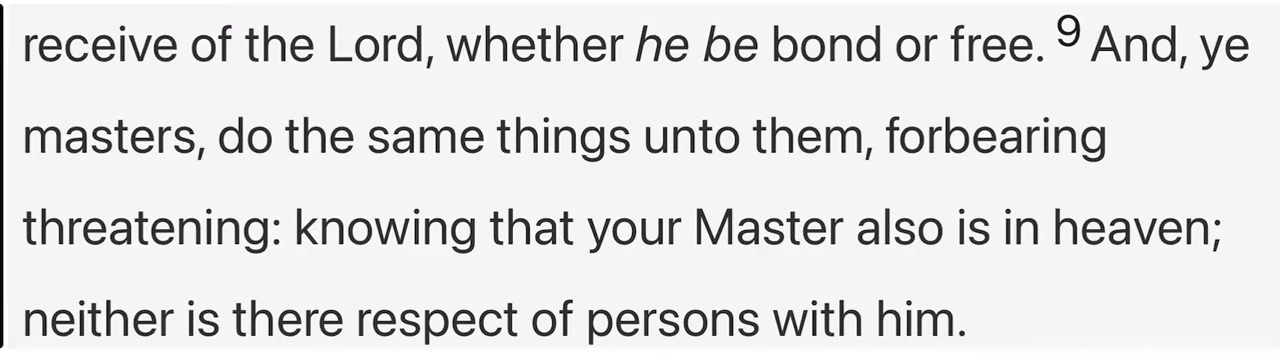 receive of the Lord, whether he be bond or free. 9 And, ye
masters, do the same things unto them, forbearing
threatening: knowing that your Master also is in heaven;
neither is there respect of persons with him.